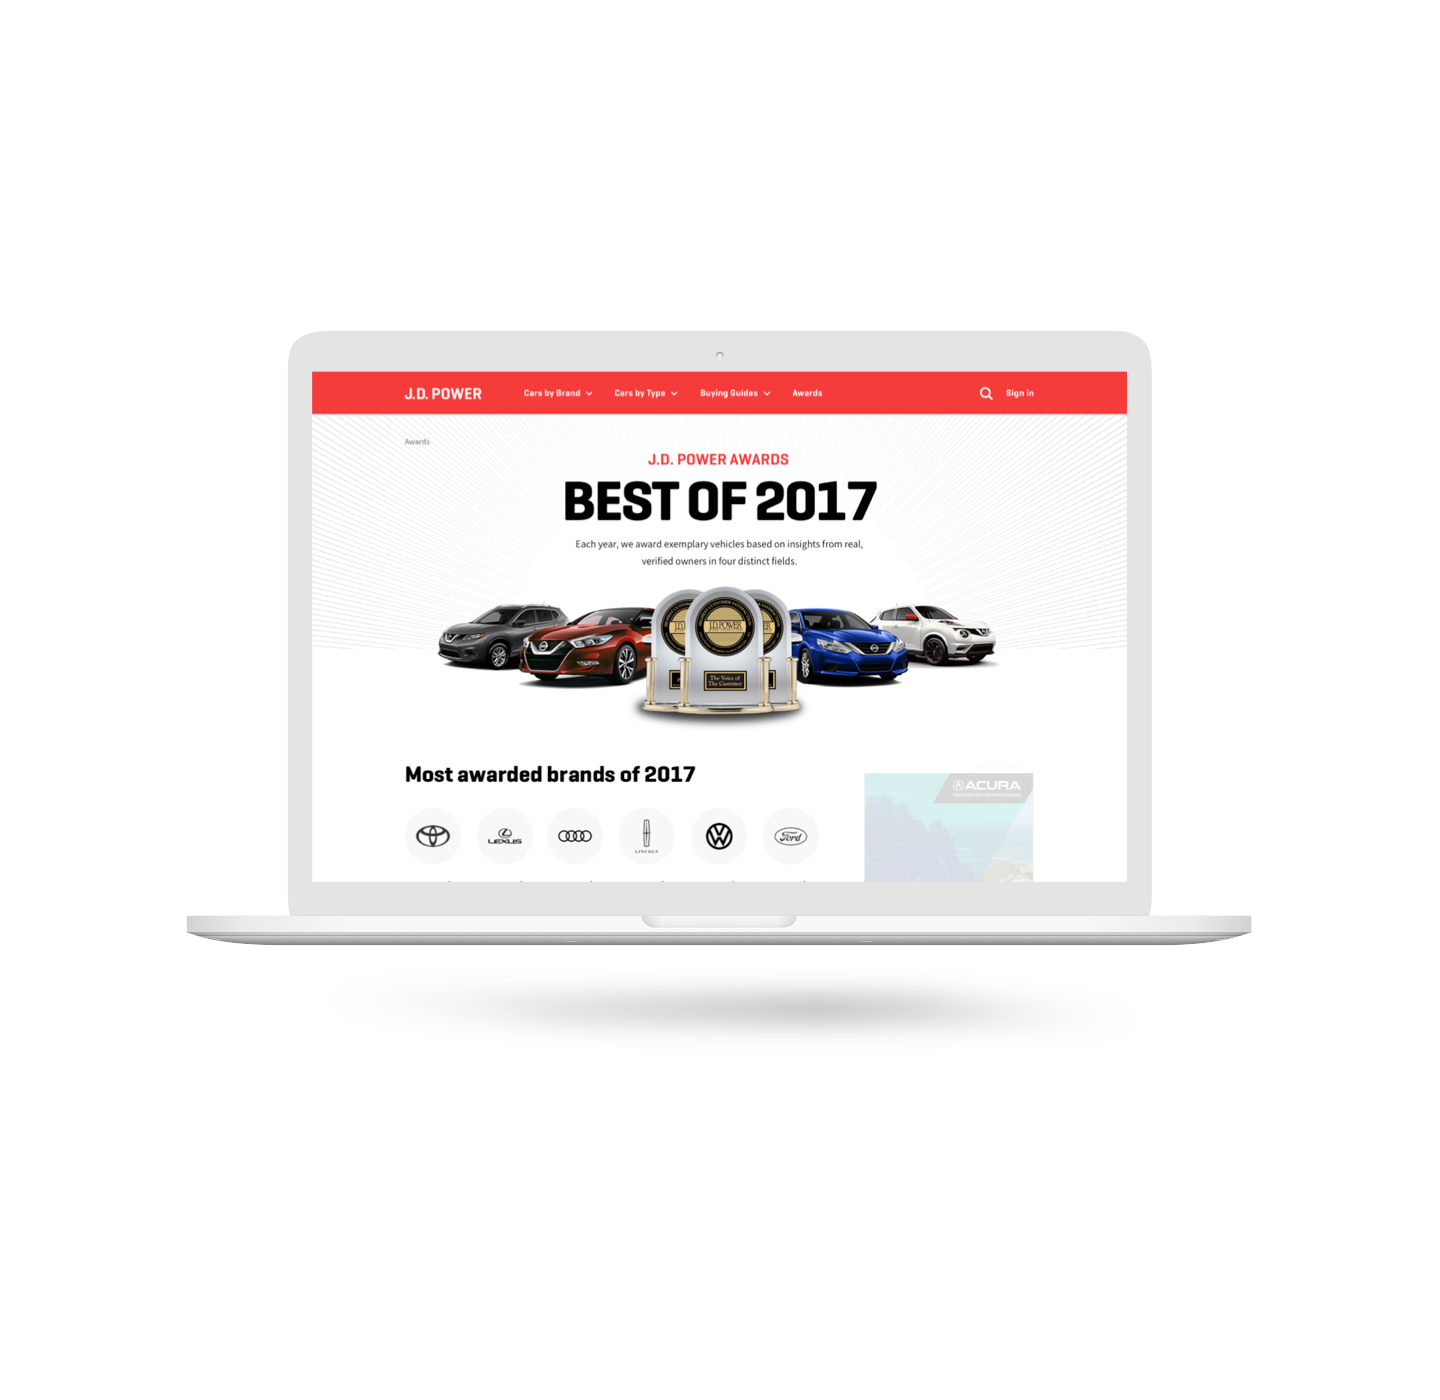 J.D. POWER
Cars by Brand
Cars by Type
Buying Guides
Awards
Sign in
Awards
J.D. POWER AWARDS
BEST OF 2017
Each year, we award exemplary vehicles based on insights from real,
verified owners in four distinct fields.
J.D. POWER
The Voice of
The Customer
Most awarded brands of 2017
ACURA
LEXUS
LINCOLN
Ford